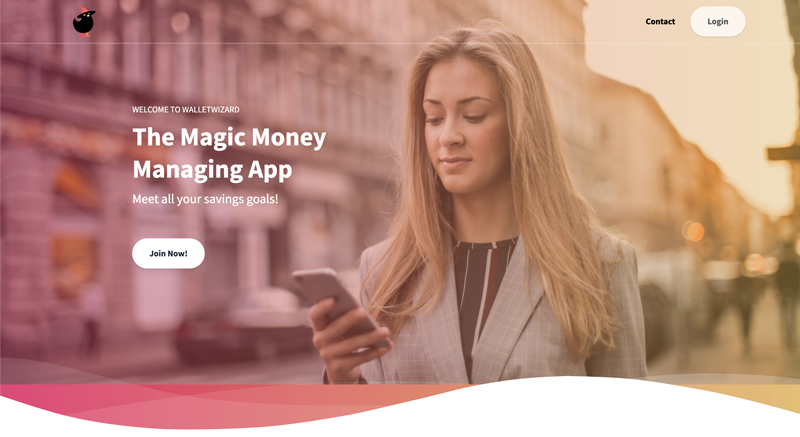 Contact
Login
WELCOME TO WALLETWIZARD
The Magic Money
Managing App
Meet all your savings goals!
Join Now!